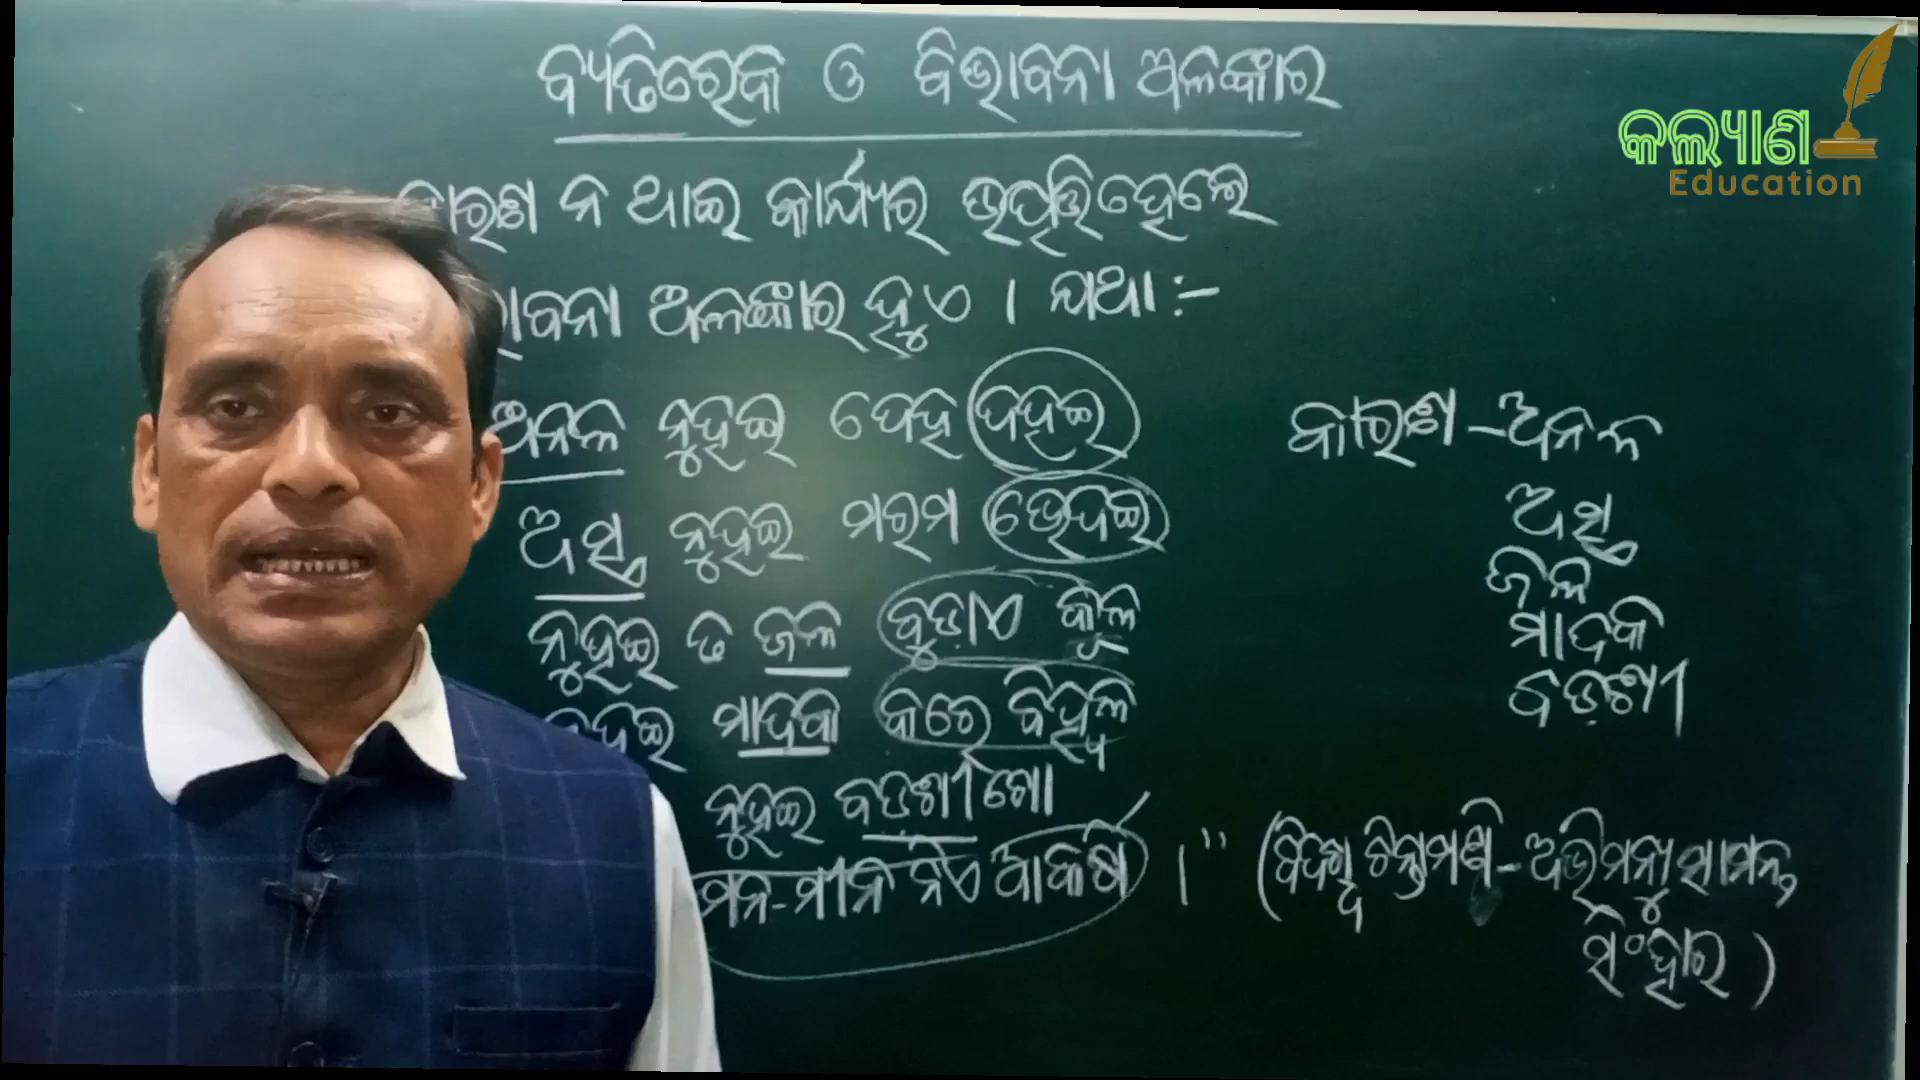 ବ୍ୟତିରେକ ଓ ବିଭାବନା ଅଳଙ୍କାର
କଲ୍ୟାଣ
Education
କାରଣ ନ ଥାଇ କାର୍ଯ୍ୟର ଉତ୍ପତ୍ତି ହେଲେ
ଭାବନା ଅଳଙ୍କାର ହୁଏ । ଯଥା :-
ଅନଳ ନୁହଇ ଦେହ ଦହଇ
ଅସ୍ତ୍ର ନୁହଇ ମରମ ଭେଦଇ
ନୁହଇ ତ ଜଳ ବୁଡ଼ାଏ କୂଳ
ନୁହଇ ମାଦକ କରେ ବିହ୍ୱଳ
ନୁହଇ ବଡ଼ଶୀ ଗୋ
ମନ-ମୀନ ନିଏ ଆକର୍ଷି ।"
କାରଣ - ଅନଳ
ଅସ୍ତ୍ର
ଜଳ
ମାଦକ
ବଡ଼ଶୀ
(ବିଦଗ୍ଧ ଚିନ୍ତାମଣି - ଅଭିମନ୍ୟୁ ସାମନ୍ତ
ସିଂହାର)